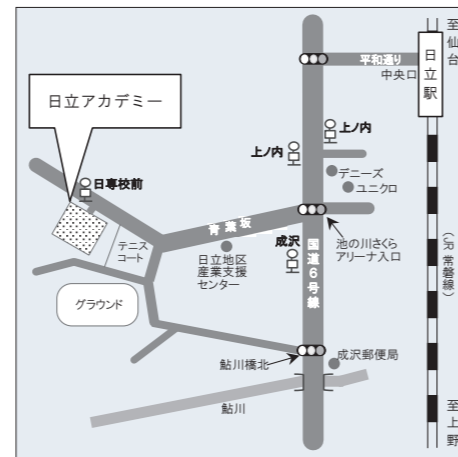 至仙台
日立駅
平和通り
中央口
日立アカデミー
上ノ内
上ノ内
日専校前
デニーズ
ユニクロ
青葉坂
テニス
コート
日立地区
産業支援
センター
成沢
国道6号線
池の川さくら
アリーナ入口
(JR常磐線)
グラウンド
鮎川橋北
成沢郵便局
鮎川
至上野